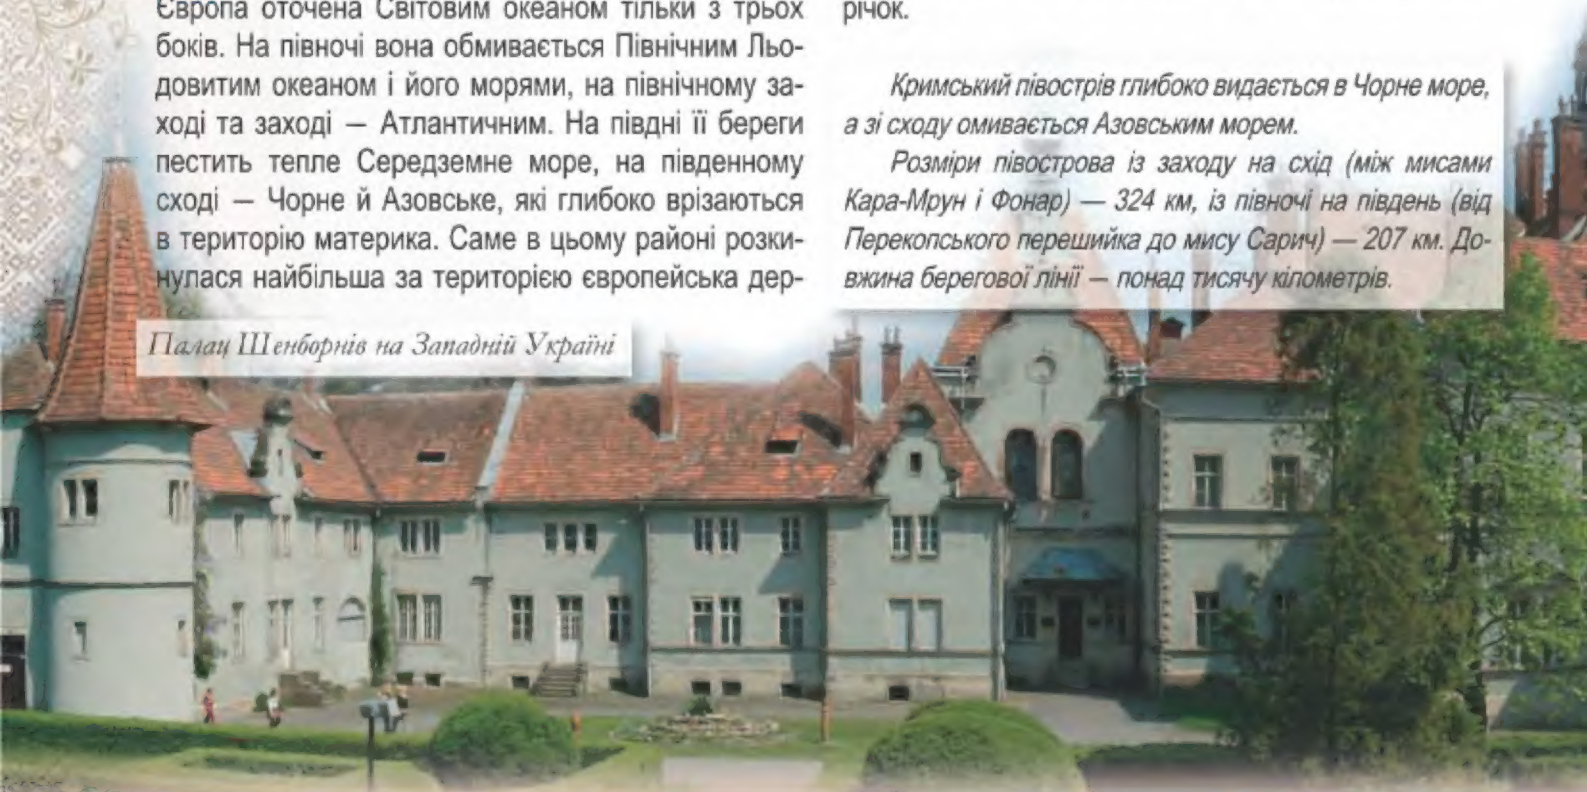 Європа оточена Світовим океаном тільки з трьох
боків. На півночі вона обмивається Північним Льо-
довитим океаном і його морями, на північному за-
ході та заході — Атлантичним. На півдні її береги
пестить тепле Середземне море, на південному
сході — Чорне й Азовське, які глибоко врізаються
в територію материка. Саме в цьому районі розки-
нулася найбільша за територією європейська дер-
Палац Шенборнів на Западній Україні
річок.
Кримський півострів глибоко видається в Чорне море,
а зі сходу омивається Азовським морем.
Розміри півострова із заходу на схід (між мисами
Кара-Мрун і Фонар) — 324 км, із півночі на південь (від
Перекопського перешийка до мису Сарич) — 207 км. До-
вжина берегової лінії — понад тисячу кілометрів.